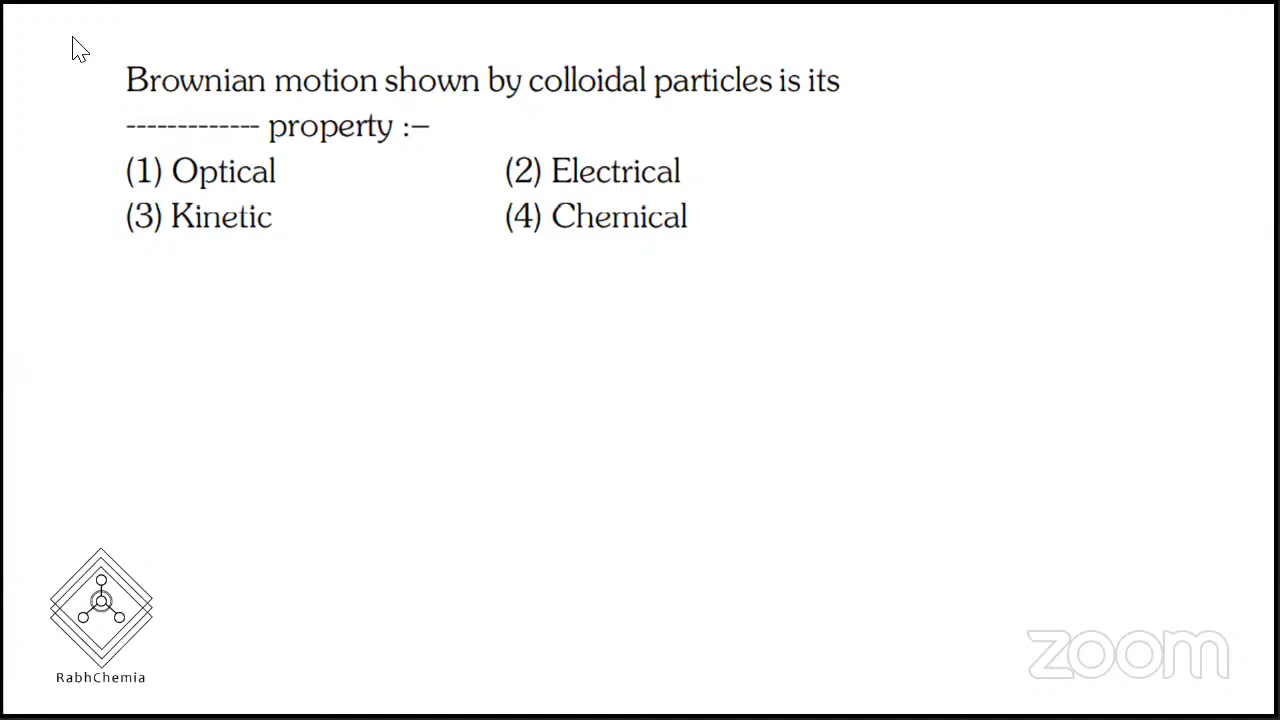 Brownian motion shown by colloidal particles is its
------------- property :–
(1) Optical (2) Electrical
(3) Kinetic (4) Chemical
RabhChemia
zoom